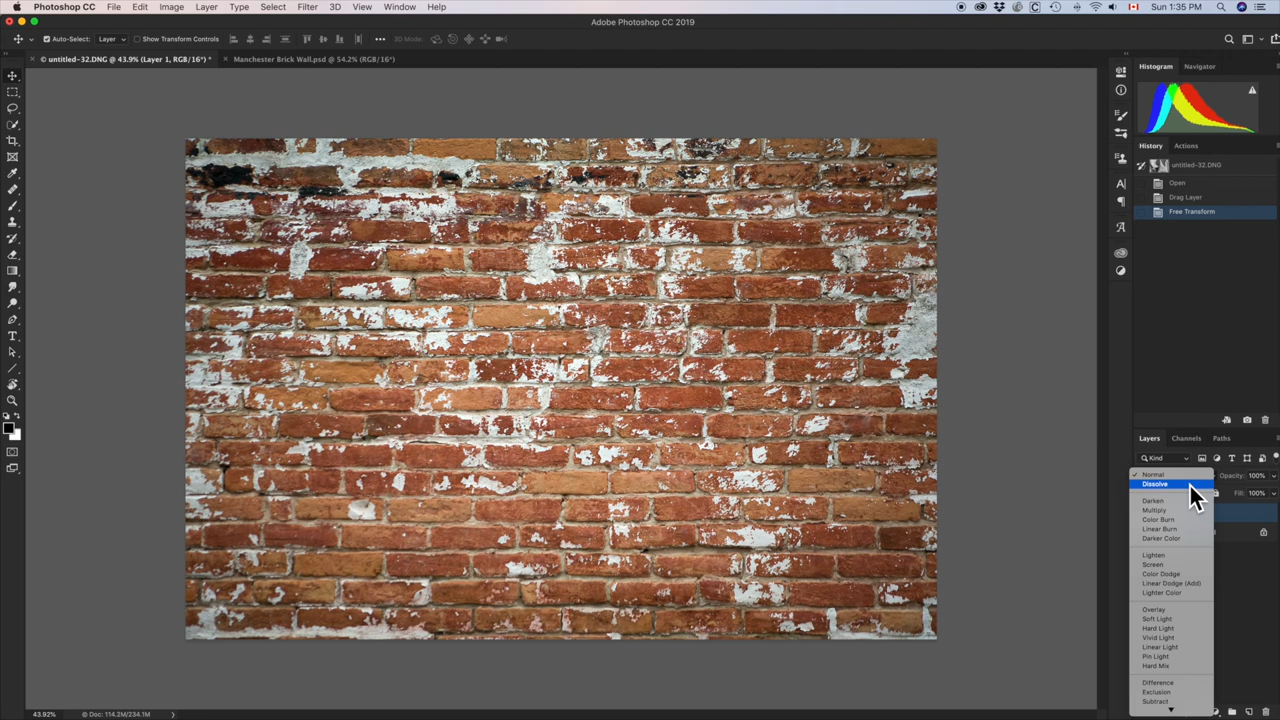 Photoshop CC File Edit Image Layer Type Select Filter 3D View Window Help Sun 1:35 PM
Adobe Photoshop CC 2019
Auto-Select: Layer Show Transform Controls 3D Mode:
© untitled-32.DNG @ 43.9% (Layer 1, RGB/16*) * Manchester Brick Wall.psd @ 54.2% (RGB/16*)
Histogram Navigator
History Actions
untitled-32.DNG
Open
Drag Layer
Free Transform
Layers Channels Paths
Kind
Normal Opacity: 100%
Dissolve
Fill: 100%
Darken
Multiply
Color Burn
Linear Burn
Darker Color
Lighten
Screen
Color Dodge
Linear Dodge (Add)
Lighter Color
Overlay
Soft Light
Hard Light
Vivid Light
Linear Light
Pin Light
Hard Mix
Difference
Exclusion
Subtract
43.92% Doc: 114.2M/234.1M